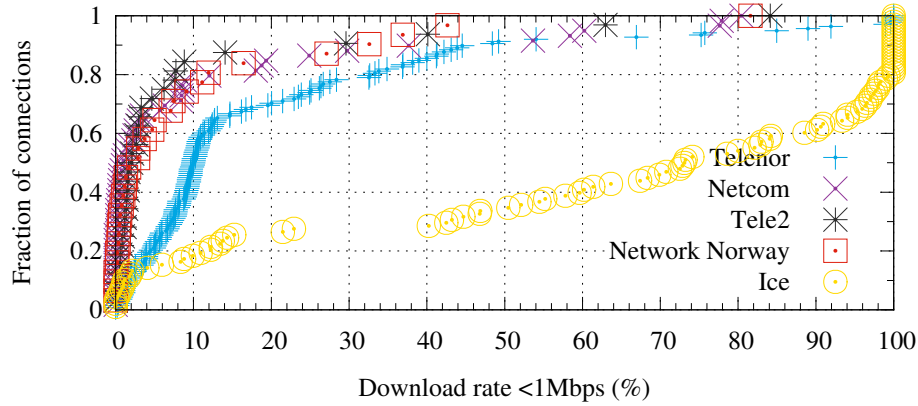 1
0.8
0.6
0.4
0.2
0
Fraction of connections
Telenor
Netcom
Tele2
Network Norway
Ice
0 10 20 30 40 50 60 70 80 90 100
Download rate <1Mbps (%)